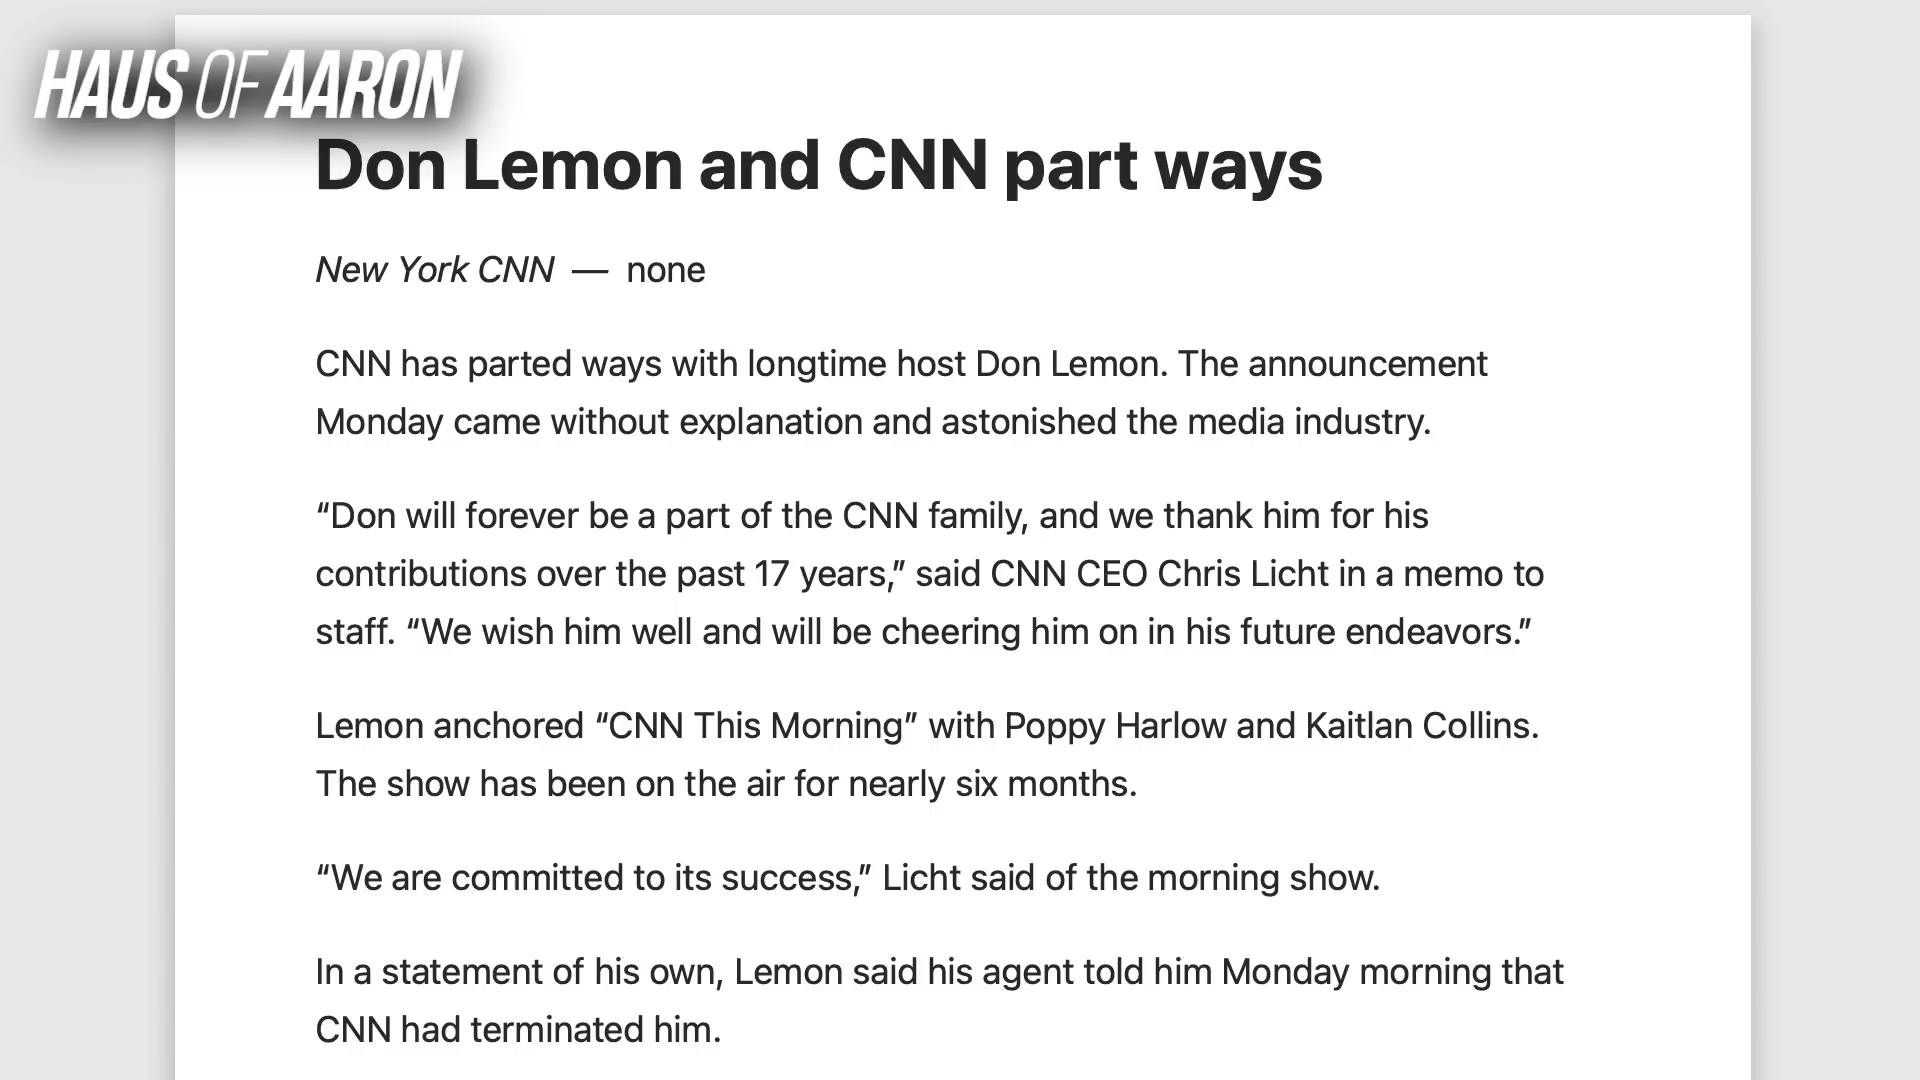 HAUS OF AARON
Don Lemon and CNN part ways
New York CNN — none
CNN has parted ways with longtime host Don Lemon. The announcement
Monday came without explanation and astonished the media industry.
“Don will forever be a part of the CNN family, and we thank him for his
contributions over the past 17 years,” said CNN CEO Chris Licht in a memo to
staff. “We wish him well and will be cheering him on in his future endeavors.”
Lemon anchored “CNN This Morning” with Poppy Harlow and Kaitlan Collins.
The show has been on the air for nearly six months.
“We are committed to its success,” Licht said of the morning show.
In a statement of his own, Lemon said his agent told him Monday morning that
CNN had terminated him.